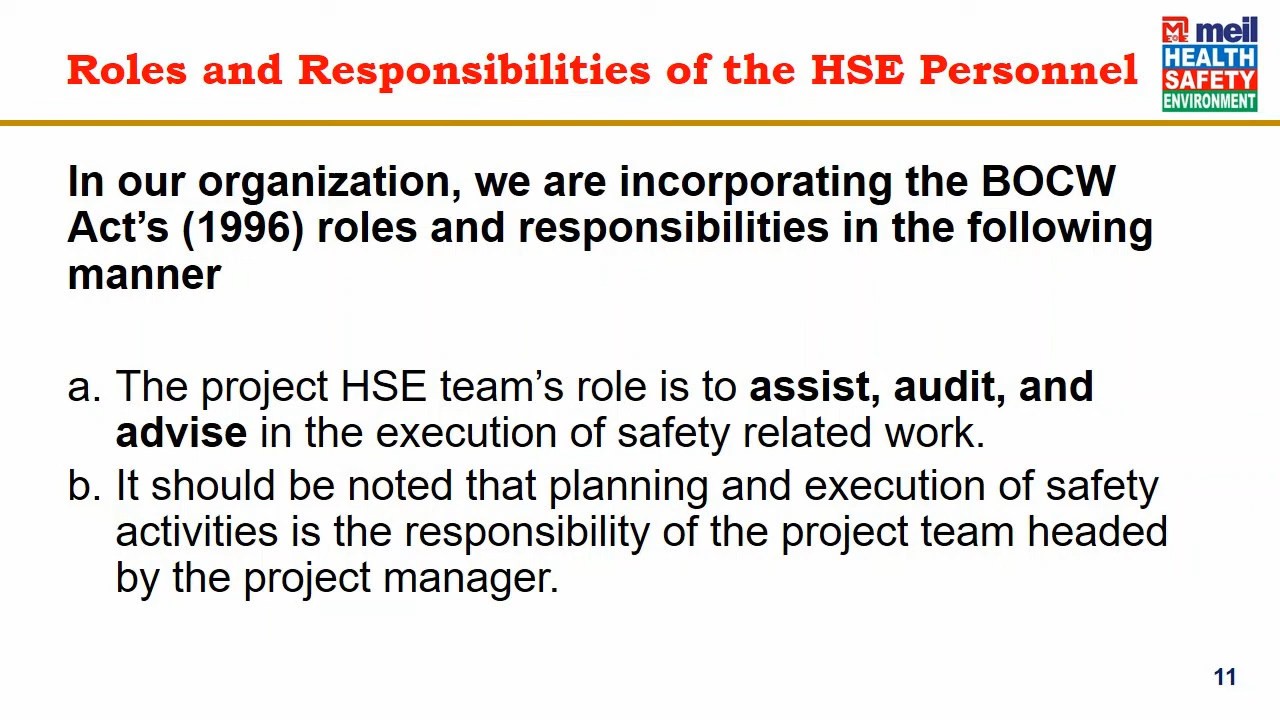 Roles and Responsibilities of the HSE Personnel
meil
HEALTH
SAFETY
ENVIRONMENT
In our organization, we are incorporating the BOCW
Act’s (1996) roles and responsibilities in the following
manner
a. The project HSE team’s role is to assist, audit, and
advise in the execution of safety related work.
b. It should be noted that planning and execution of safety
activities is the responsibility of the project team headed
by the project manager.
11